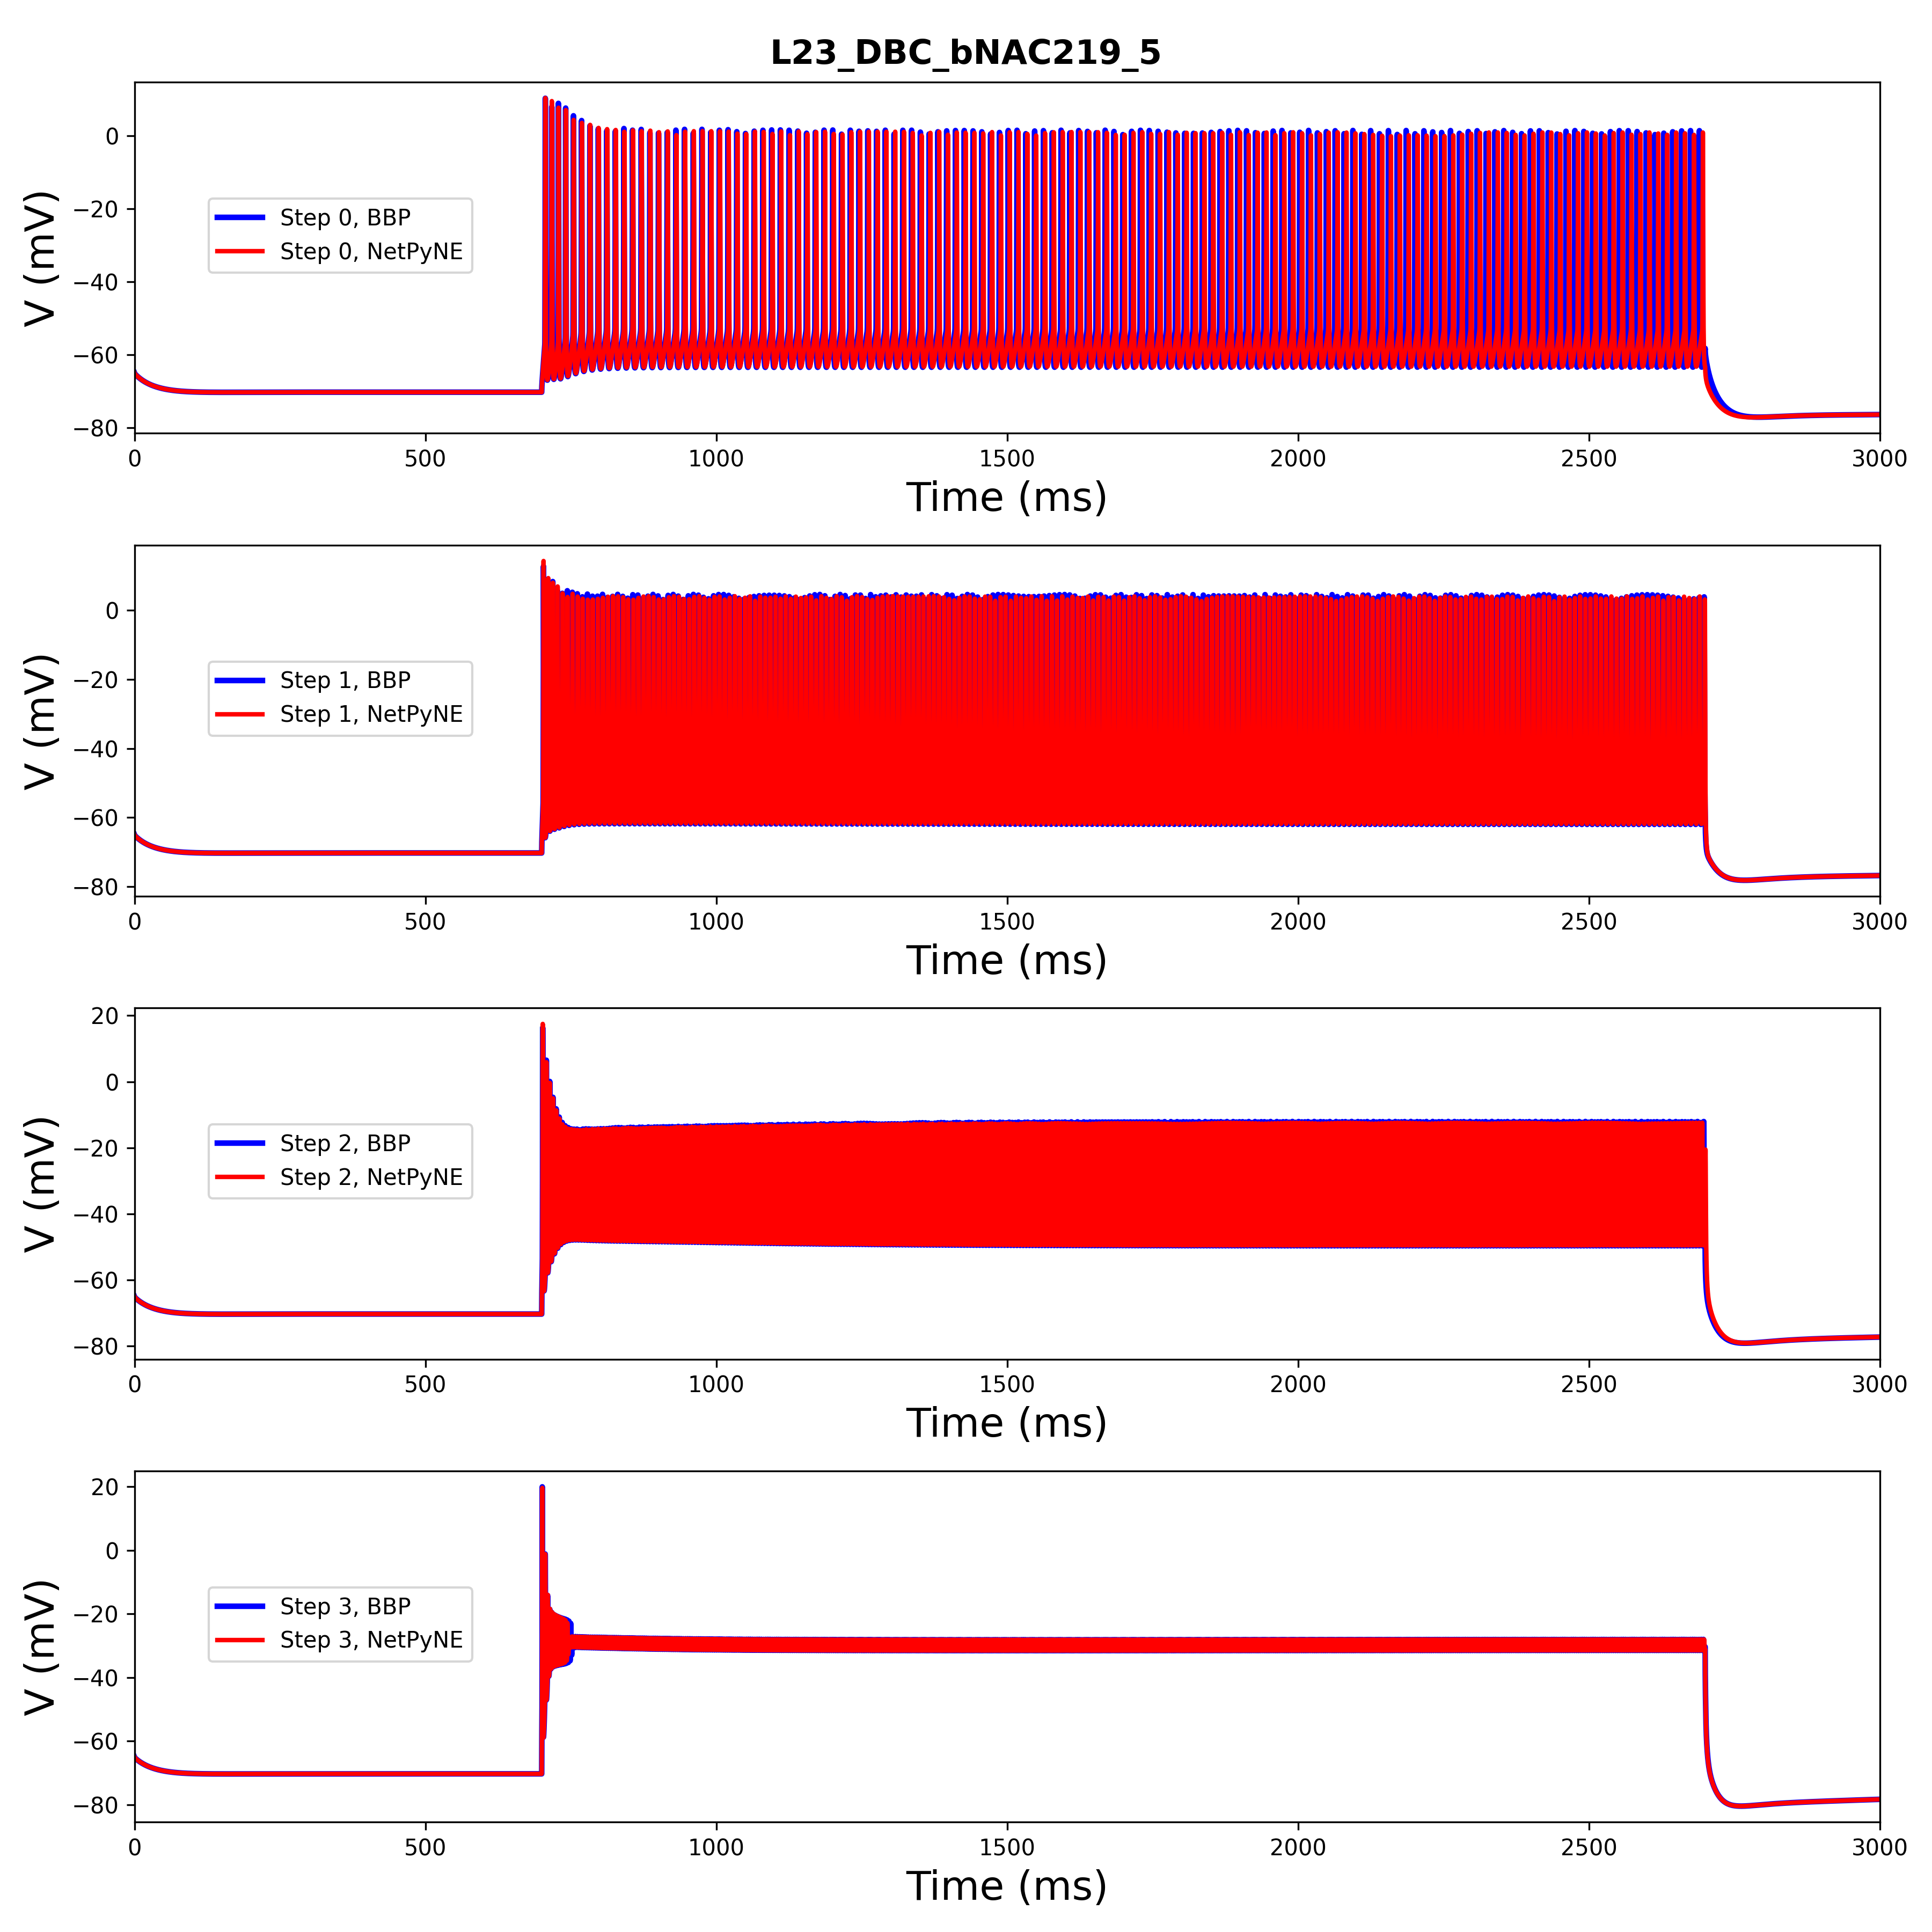 L23_DBC_bNAC219_5
V (mV)
0
−20
−40
−60
−80
Step 0, BBP
Step 0, NetPyNE
0 500 1000 1500 2000 2500 3000
Time (ms)
V (mV)
0
−20
−40
−60
−80
Step 1, BBP
Step 1, NetPyNE
0 500 1000 1500 2000 2500 3000
Time (ms)
V (mV)
20
0
−20
−40
−60
−80
Step 2, BBP
Step 2, NetPyNE
0 500 1000 1500 2000 2500 3000
Time (ms)
V (mV)
20
0
−20
−40
−60
−80
Step 3, BBP
Step 3, NetPyNE
0 500 1000 1500 2000 2500 3000
Time (ms)